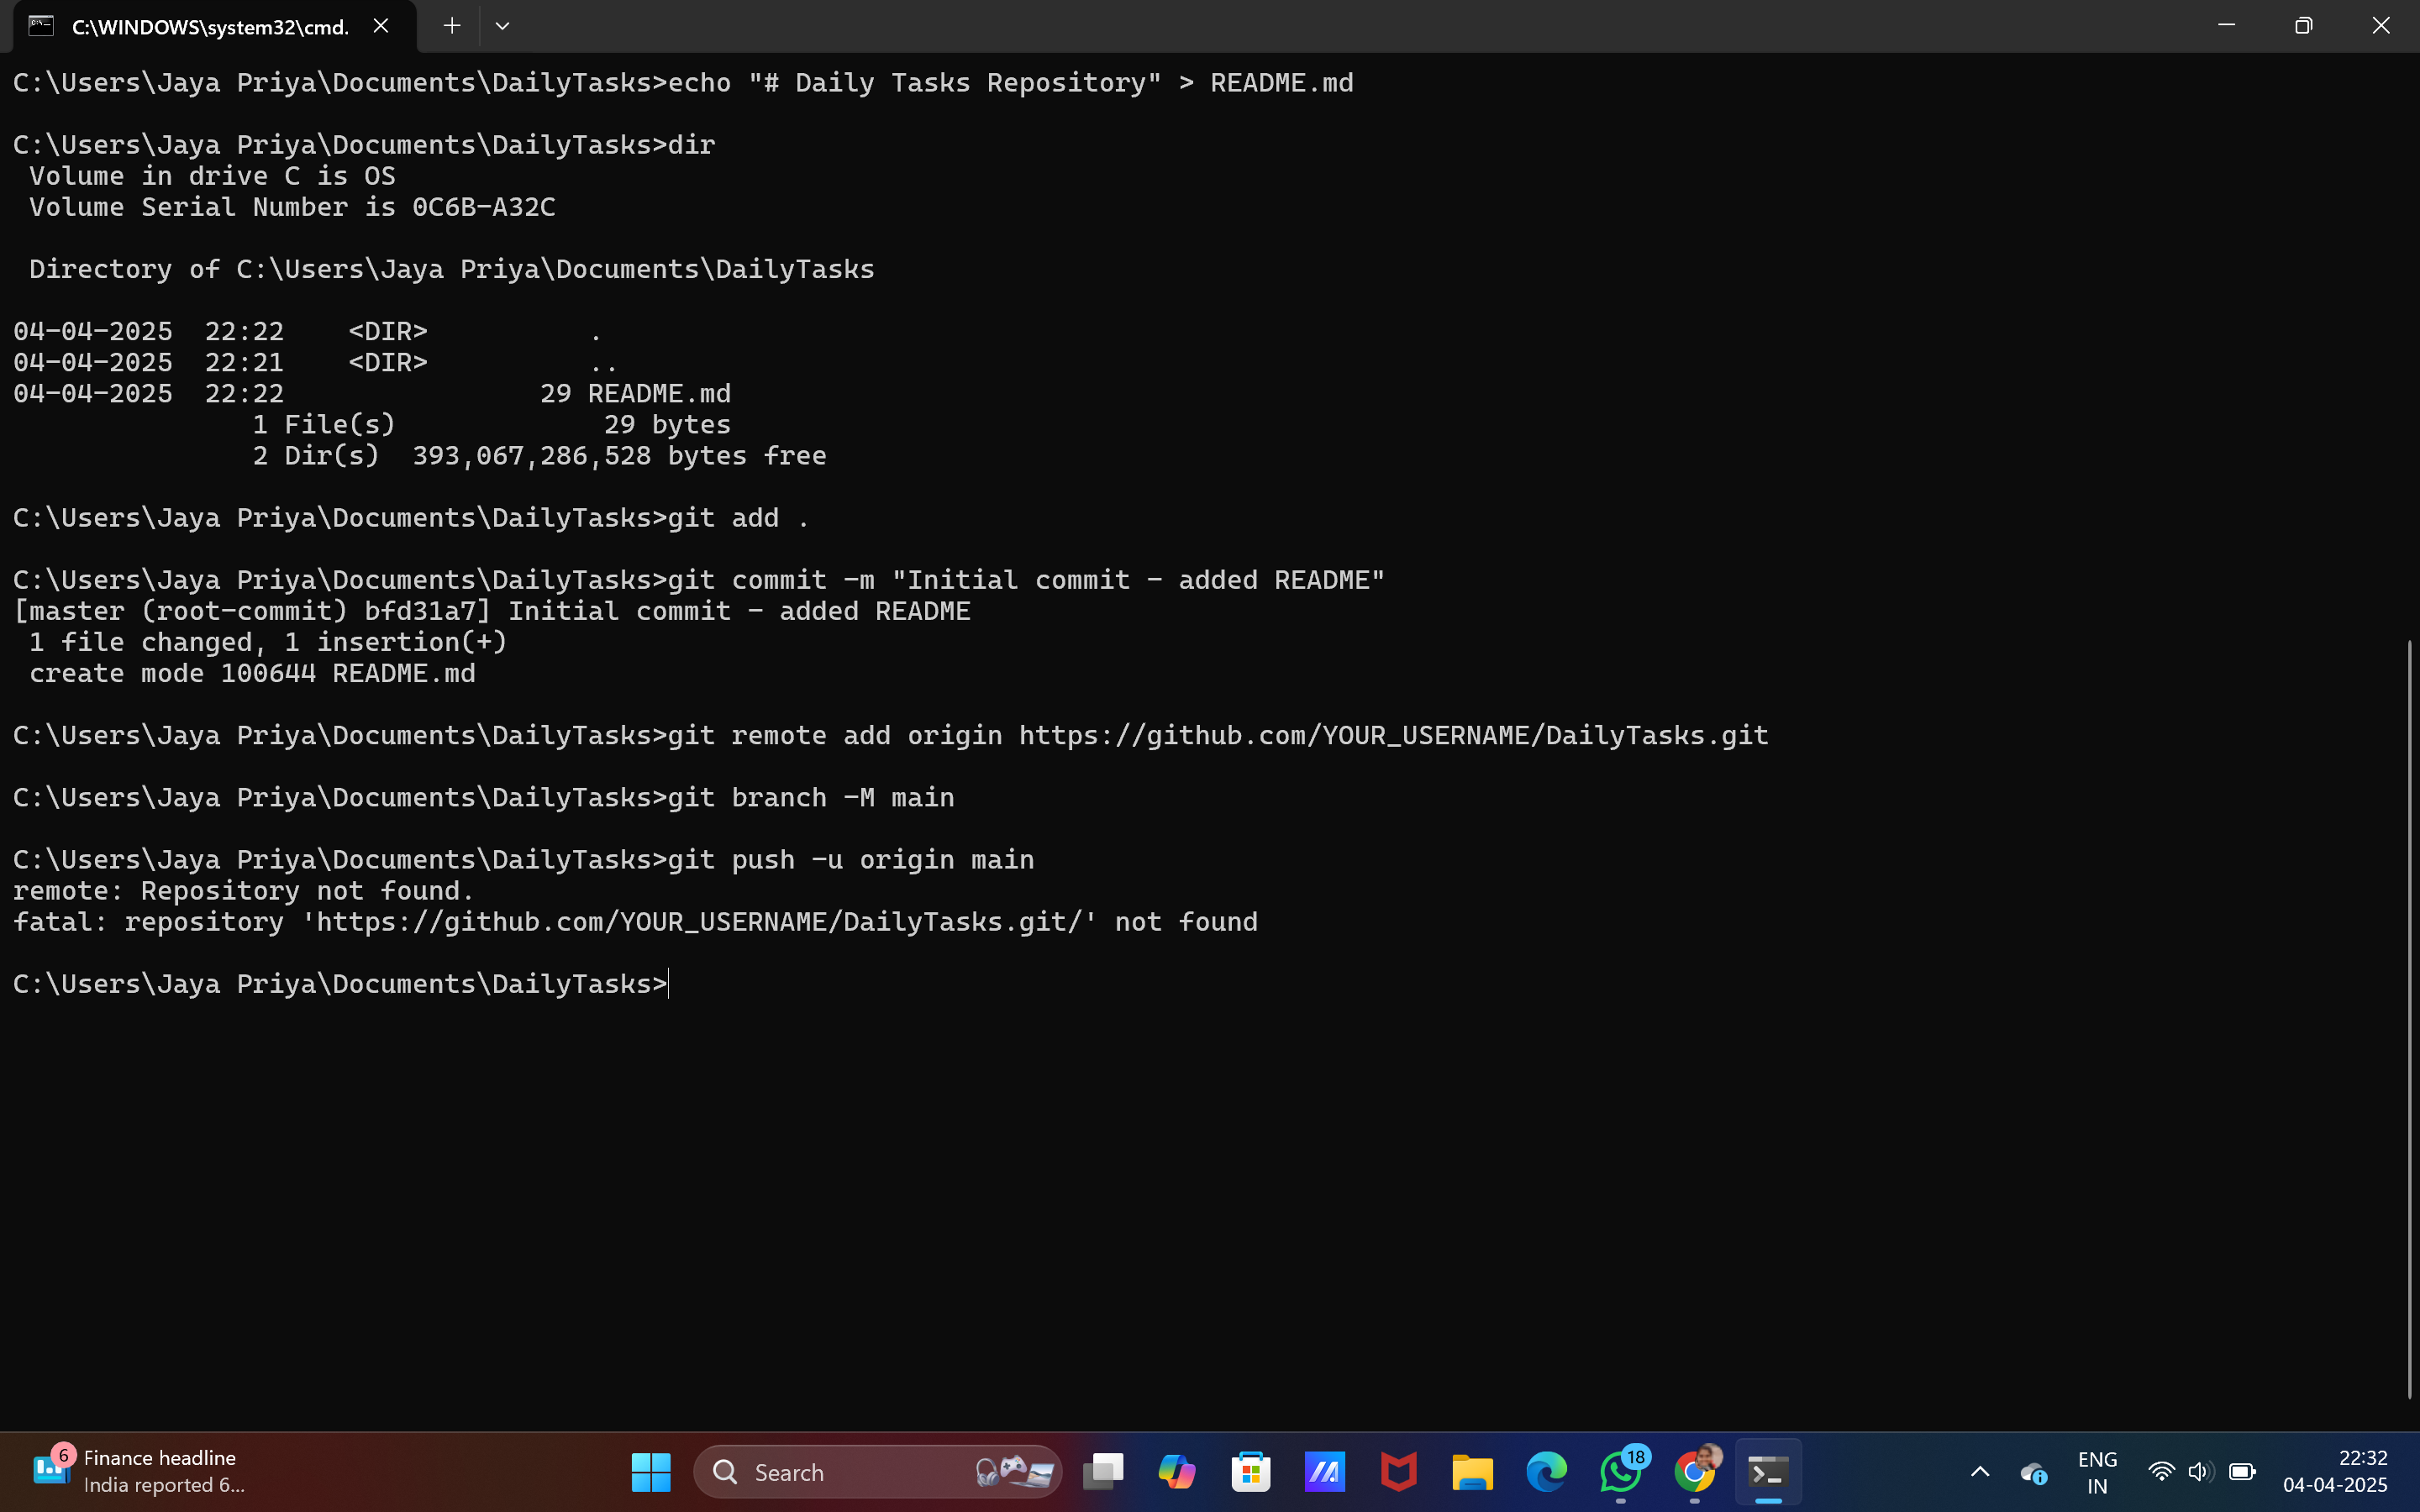 C:\WINDOWS\system32\cmd.
C:\Users\Jaya Priya\Documents\DailyTasks>echo "# Daily Tasks Repository" > README.md
C:\Users\Jaya Priya\Documents\DailyTasks>dir
Volume in drive C is OS
Volume Serial Number is 0C6B-A32C
Directory of C:\Users\Jaya Priya\Documents\DailyTasks
04-04-2025  22:22    <DIR>          .
04-04-2025  22:21    <DIR>          ..
04-04-2025  22:22                29 README.md
1 File(s)             29 bytes
2 Dir(s)  393,067,286,528 bytes free
C:\Users\Jaya Priya\Documents\DailyTasks>git add .
C:\Users\Jaya Priya\Documents\DailyTasks>git commit -m "Initial commit - added README"
[master (root-commit) bfd31a7] Initial commit - added README
1 file changed, 1 insertion(+)
create mode 100644 README.md
C:\Users\Jaya Priya\Documents\DailyTasks>git remote add origin https://github.com/YOUR_USERNAME/DailyTasks.git
C:\Users\Jaya Priya\Documents\DailyTasks>git branch -M main
C:\Users\Jaya Priya\Documents\DailyTasks>git push -u origin main
remote: Repository not found.
fatal: repository 'https://github.com/YOUR_USERNAME/DailyTasks.git/' not found
C:\Users\Jaya Priya\Documents\DailyTasks>
6
Finance headline
India reported 6...
Search
18
ENG
IN
22:32
04-04-2025